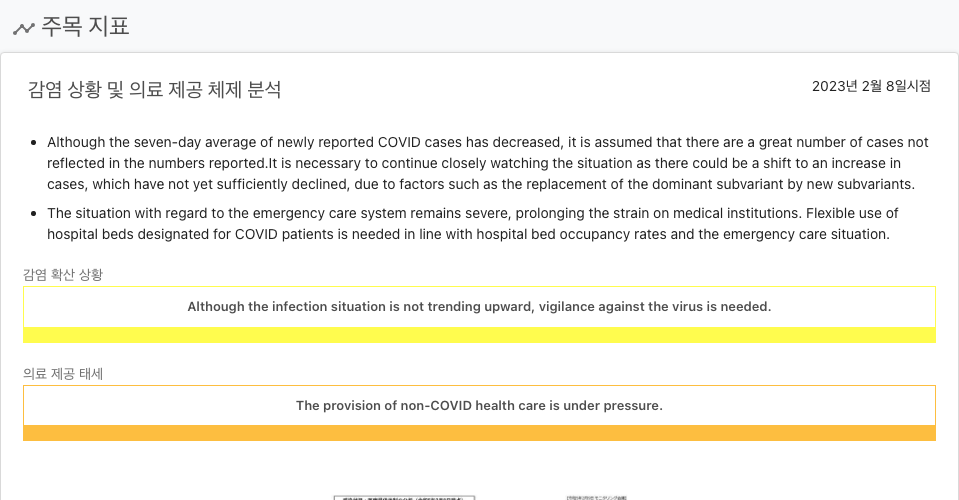 주목 지표
감염 상황 및 의료 제공 체제 분석
2023년 2월 8일시점
Although the seven-day average of newly reported COVID cases has decreased, it is assumed that there are a great number of cases not
reflected in the numbers reported.It is necessary to continue closely watching the situation as there could be a shift to an increase in
cases, which have not yet sufficiently declined, due to factors such as the replacement of the dominant subvariant by new subvariants.
The situation with regard to the emergency care system remains severe, prolonging the strain on medical institutions. Flexible use of
hospital beds designated for COVID patients is needed in line with hospital bed occupancy rates and the emergency care situation.
감염 확산 상황
Although the infection situation is not trending upward, vigilance against the virus is needed.
의료 제공 태세
The provision of non-COVID health care is under pressure.